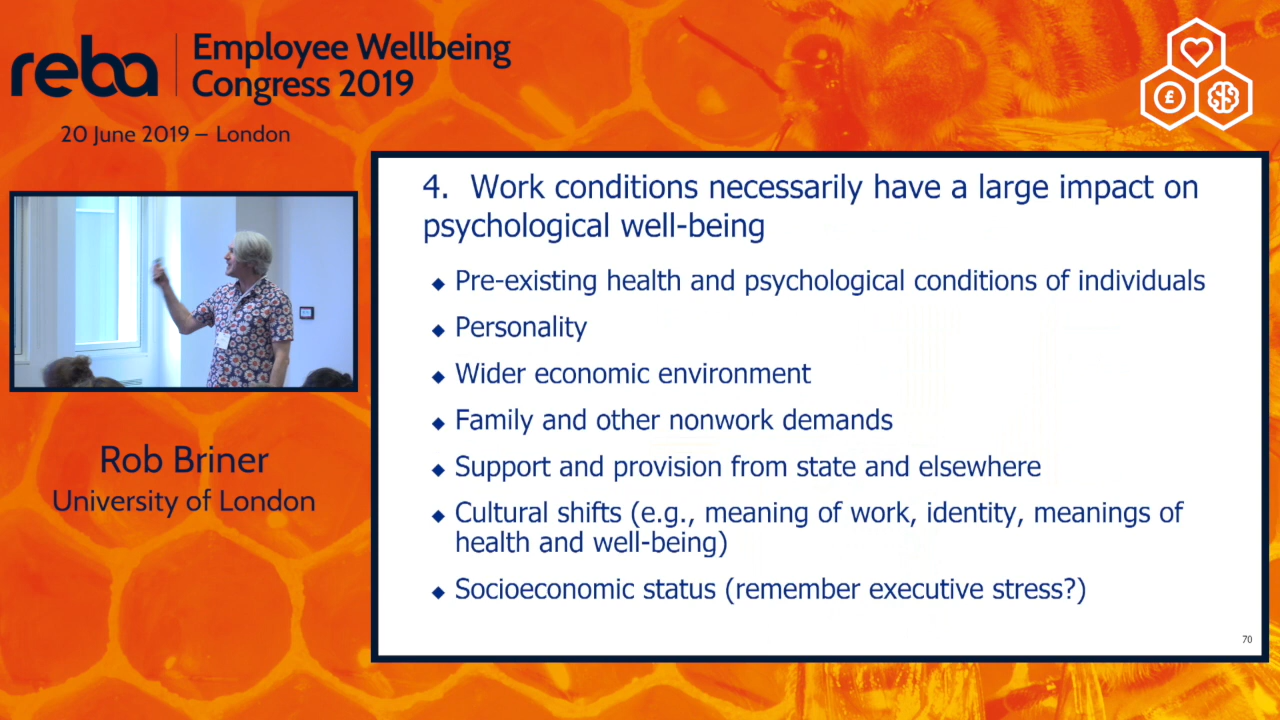 reba
Employee Wellbeing
Congress 2019
20 June 2019 – London
£
4. Work conditions necessarily have a large impact on
psychological well-being
◆ Pre-existing health and psychological conditions of individuals
◆ Personality
◆ Wider economic environment
◆ Family and other nonwork demands
◆ Support and provision from state and elsewhere
◆ Cultural shifts (e.g., meaning of work, identity, meanings of
health and well-being)
◆ Socioeconomic status (remember executive stress?)
70
Rob Briner
University of London